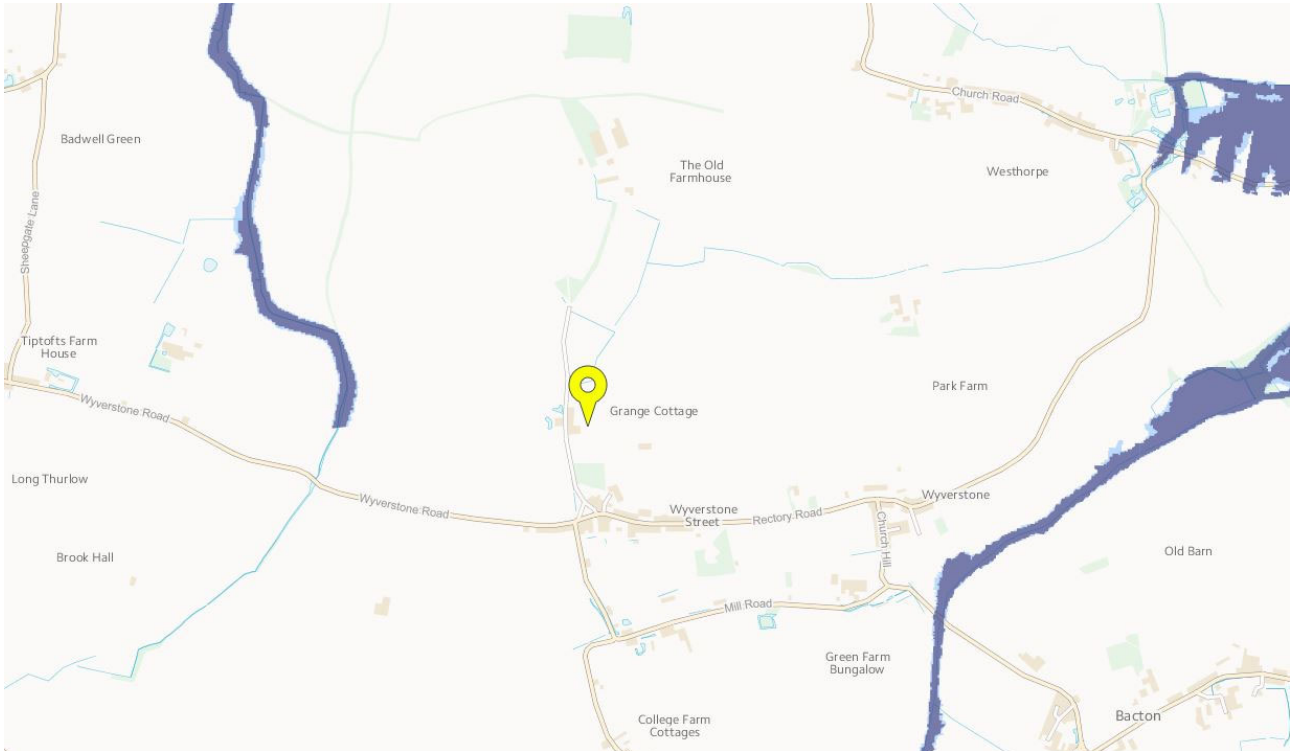 Church Road
Badwell Green
The Old
Farmhouse
Westhorpe
Sheepgate Lane
Tiptofts Farm
House
Wyverstone Road
Park Farm
Grange Cottage
Long Thurlow
Wyverstone Road
Wyverstone
Street
Rectory Road
Wyverstone
Church Hill
Brook Hall
Old Barn
Mill Road
Green Farm
Bungalow
College Farm
Cottages
Bacton